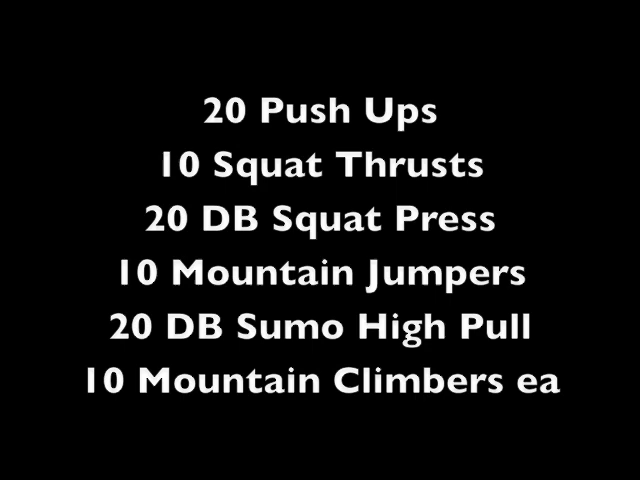 20 Push Ups
10 Squat Thrusts
20 DB Squat Press
10 Mountain Jumpers
20 DB Sumo High Pull
10 Mountain Climbers ea